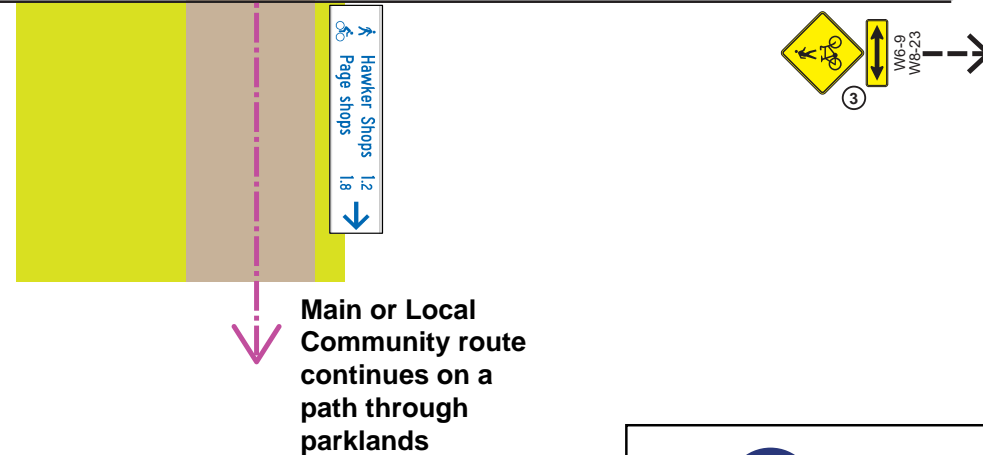 Hawker Shops 1.2
Page shops 1.8
W6-9
W8-23
3
Main or Local
Community route
continues on a
path through
parklands